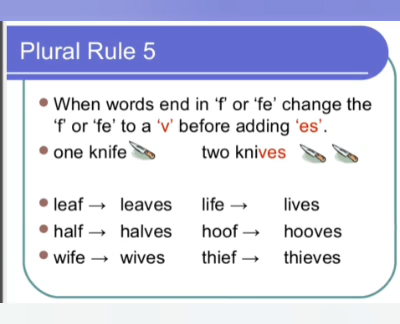 Plural Rule 5
When words end in 'f' or 'fe' change the
'f' or 'fe' to a 'v' before adding 'es'.
one knife two knives
leaf → leaves life → lives
half → halves hoof → hooves
wife → wives thief → thieves